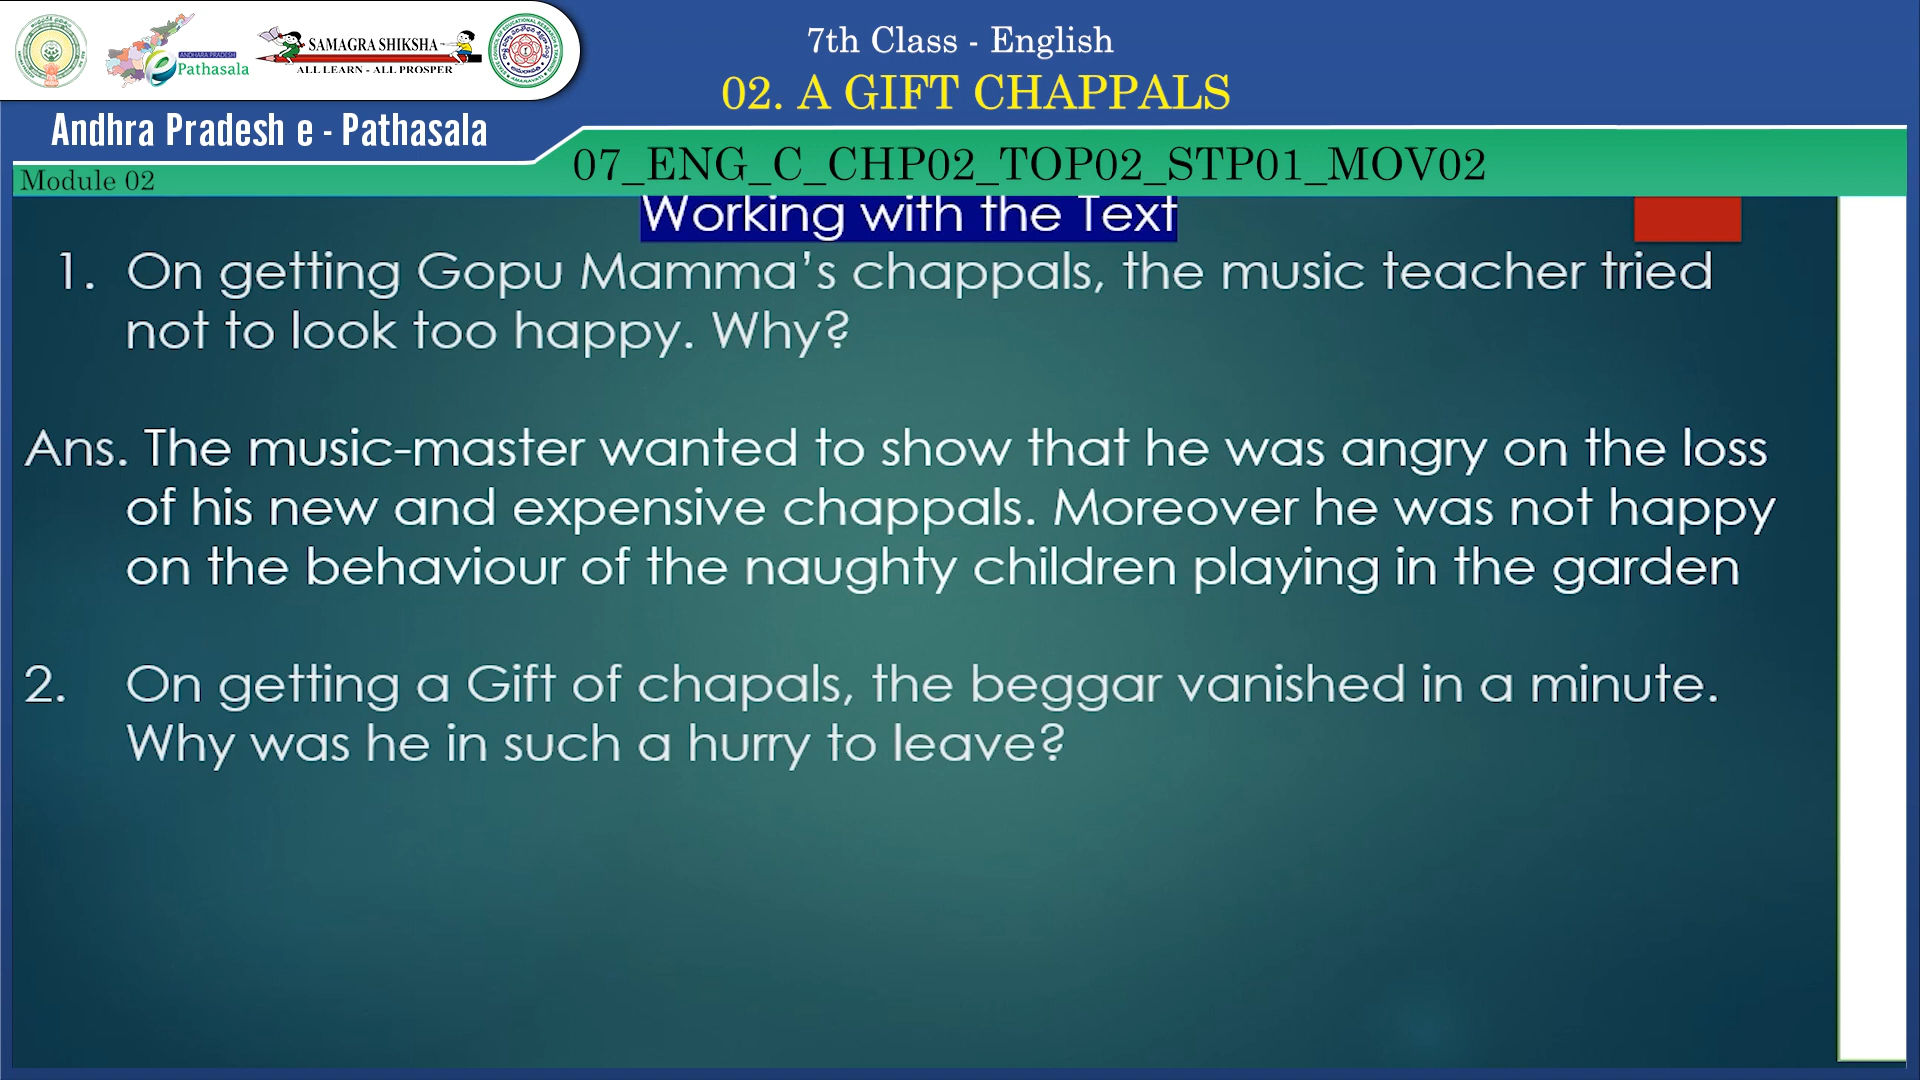 ANDHRA PRADESH
Pathasala
SAMAGRA SHIKSHA
ALL LEARN - ALL PROSPER
7th Class - English
02. A GIFT CHAPPALS
Andhra Pradesh e - Pathasala
Module 02
07_ENG_C_CHP02_TOP02_STP01_MOV02
Working with the Text
1. On getting Gopu Mamma’s chappals, the music teacher tried
not to look too happy. Why?
Ans. The music-master wanted to show that he was angry on the loss
of his new and expensive chappals. Moreover he was not happy
on the behaviour of the naughty children playing in the garden
2. On getting a Gift of chapals, the beggar vanished in a minute.
Why was he in such a hurry to leave?